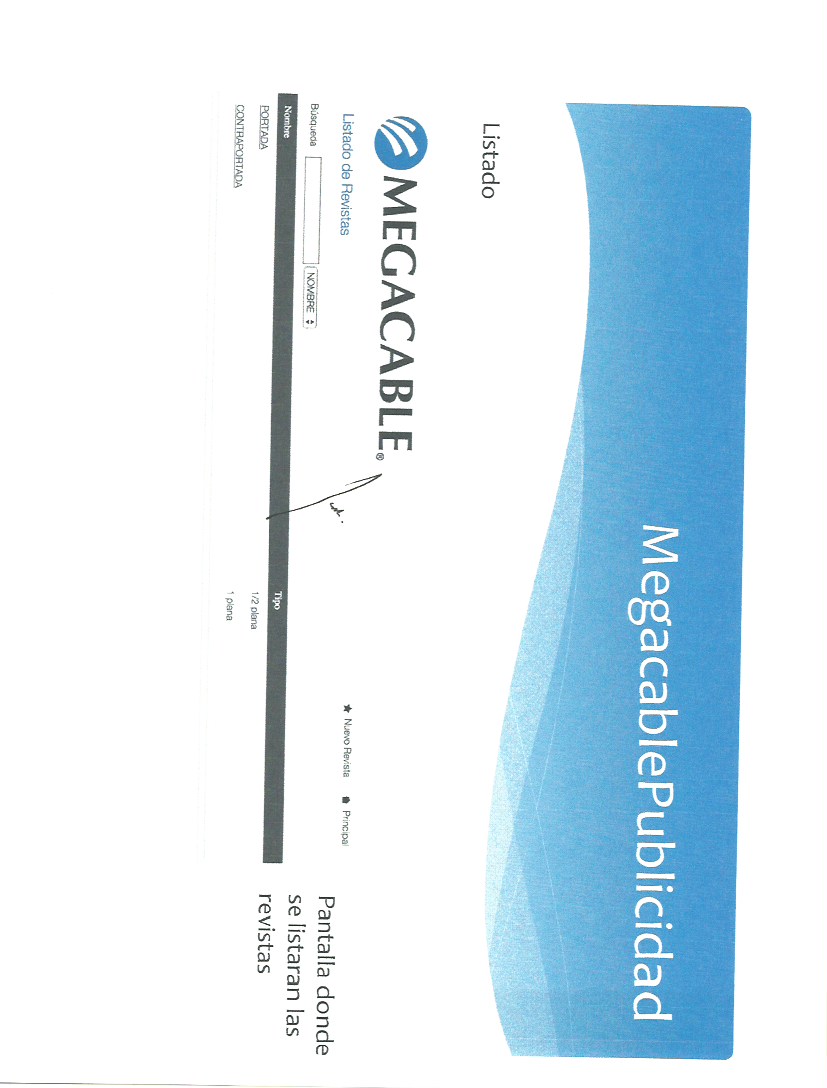 MegacablePublicidad
Listado
MEGACABLE®
Listado de Revistas
Nuevo Revista
Principal
Búsqueda
NOMBRE
Nombre
Tipo
PORTADA
1/2 plana
CONTRAPORTADA
1 plana
Pantalla donde
se listaran las
revistas